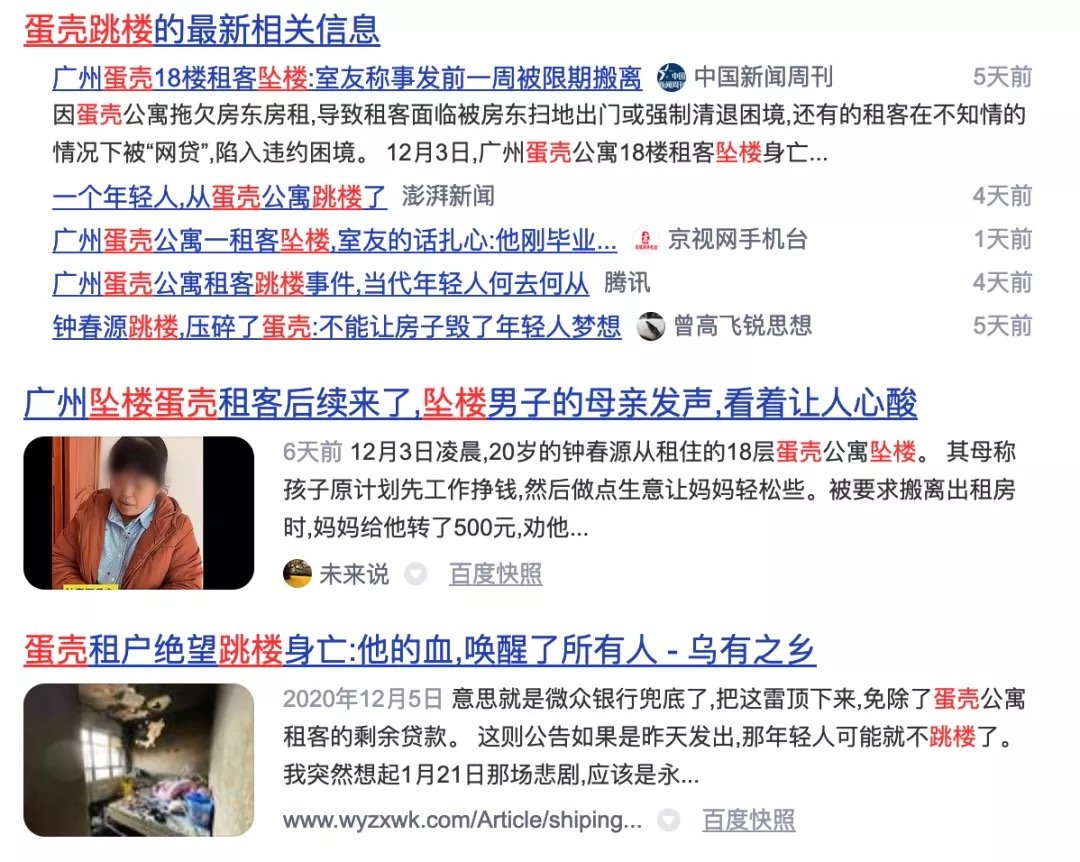 蛋壳跳楼的最新相关信息
广州蛋壳18楼租客坠楼:室友称事发前一周被限期搬离 中国新闻周刊 5天前
因蛋壳公寓拖欠房东房租,导致租客面临被房东扫地出门或强制清退困境,还有的租客在不知情的
情况下被“网贷”,陷入违约困境。 12月3日,广州蛋壳公寓18楼租客坠楼身亡...
一个年轻人,从蛋壳公寓跳楼了 澎湃新闻 4天前
广州蛋壳公寓一租客坠楼,室友的话扎心:他刚毕业... 京视网手机台 1天前
广州蛋壳公寓租客跳楼事件,当代年轻人何去何从 腾讯 4天前
钟春源跳楼,压碎了蛋壳:不能让房子毁了年轻人梦想 曾高飞锐思想 5天前
广州坠楼蛋壳租客后续来了,坠楼男子的母亲发声,看着让人心酸
6天前 12月3日凌晨,20岁的钟春源从租住的18层蛋壳公寓坠楼。 其母称
孩子原计划先工作挣钱,然后做点生意让妈妈轻松些。被要求搬离出租房
时,妈妈给他转了500元,劝他...
未来说 百度快照
蛋壳租户绝望跳楼身亡:他的血,唤醒了所有人 - 乌有之乡
2020年12月5日 意思就是微众银行兜底了,把这雷顶下来,免除了蛋壳公寓
租客的剩余贷款。 这则公告如果是昨天发出,那年轻人可能就不跳楼了。
我突然想起1月21日那场悲剧,应该是永...
www.wyzxwk.com/Article/shiping... 百度快照